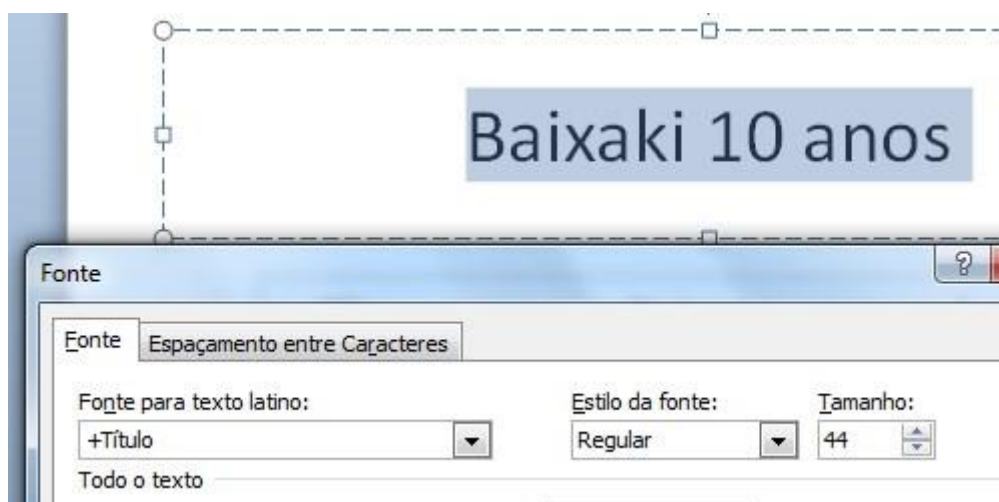 Baixaki 10 anos
Fonte
?
Fonte Espaçamento entre Caracteres
Fonte para texto latino: Estilo da fonte: Tamanho:
+Título Regular 44
Todo o texto